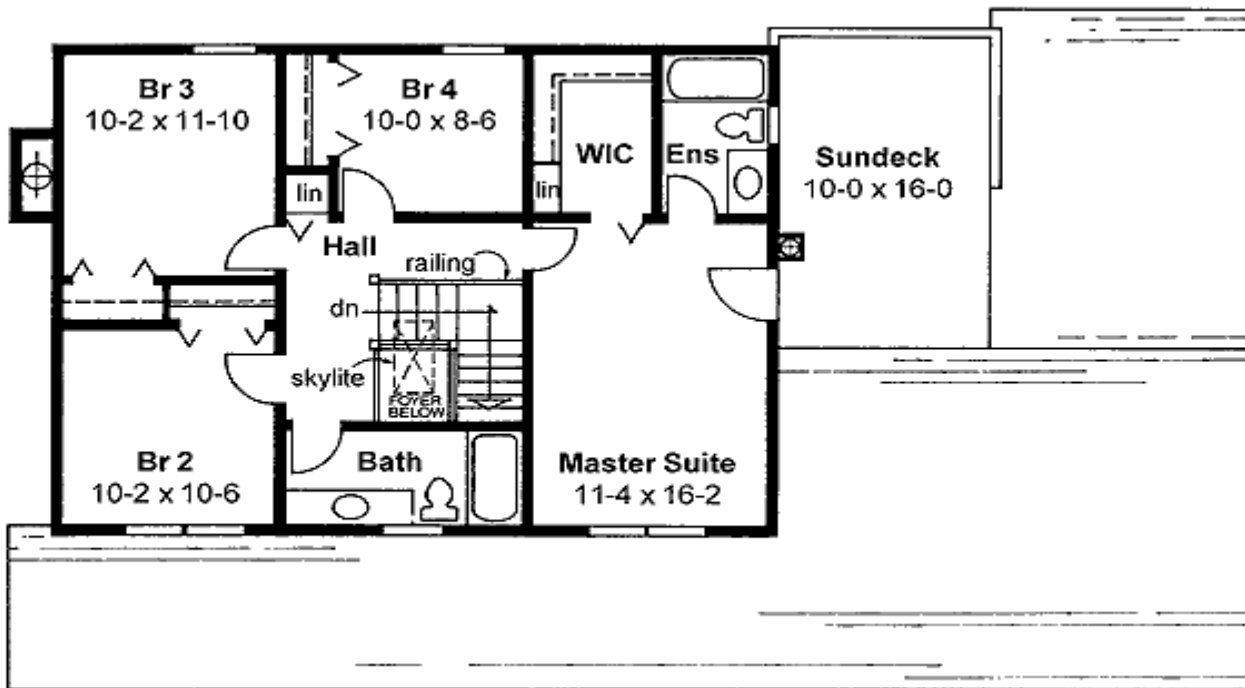 Br 3
10-2 x 11-10
Br 4
10-0 x 8-6
WIC
Ens
Sundeck
10-0 x 16-0
lin
lin
Hall
railing
dn
skylite
FOYER
BELOW
Br 2
10-2 x 10-6
Bath
Master Suite
11-4 x 16-2